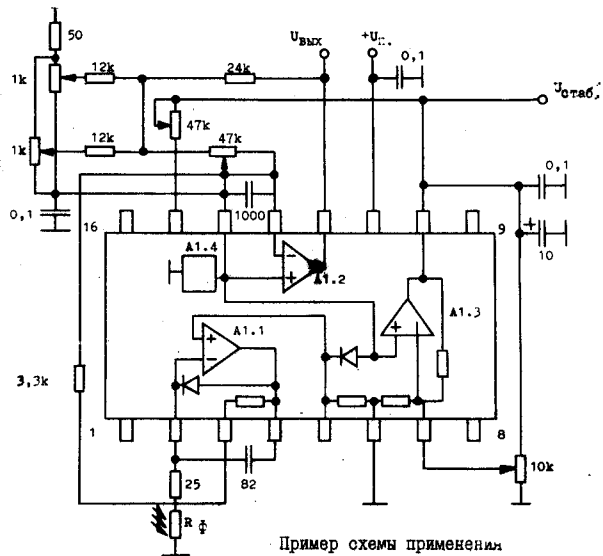 50
Uвых
+Uп.
0,1
1k
12k
24k
Uстаб.
47k
1k
12k
47k
0,1
0,1
1000
16
9
+
10
A1.4
-
+
A1.2
A1.3
A1.1
+
-
+
3,3k
1
8
82
25
10k
Rф
Пример схемы применения